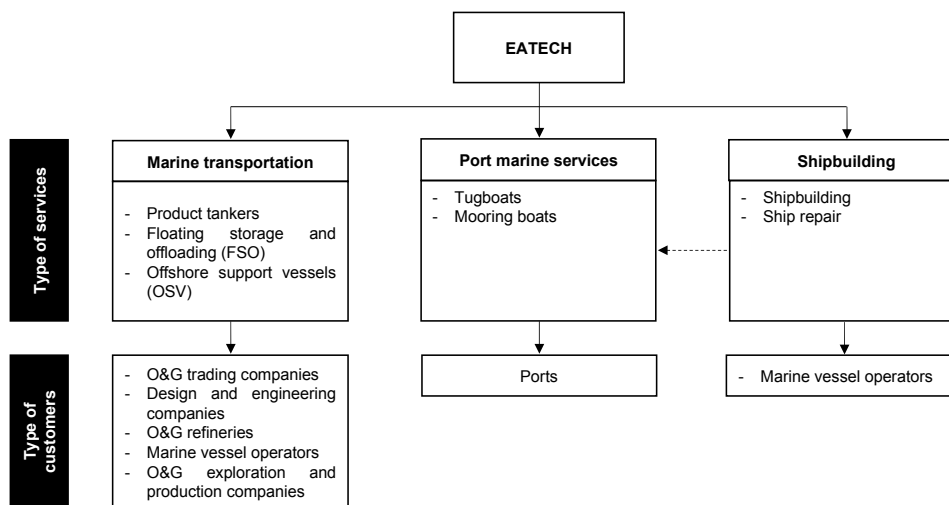 EATECH
Type of services
Marine transportation
- Product tankers
- Floating storage and
offloading (FSO)
- Offshore support vessels
(OSV)
Port marine services
- Tugboats
- Mooring boats
Shipbuilding
- Shipbuilding
- Ship repair
Type of
customers
- O&G trading companies
- Design and engineering
companies
- O&G refineries
- Marine vessel operators
- O&G exploration and
production companies
Ports
- Marine vessel operators